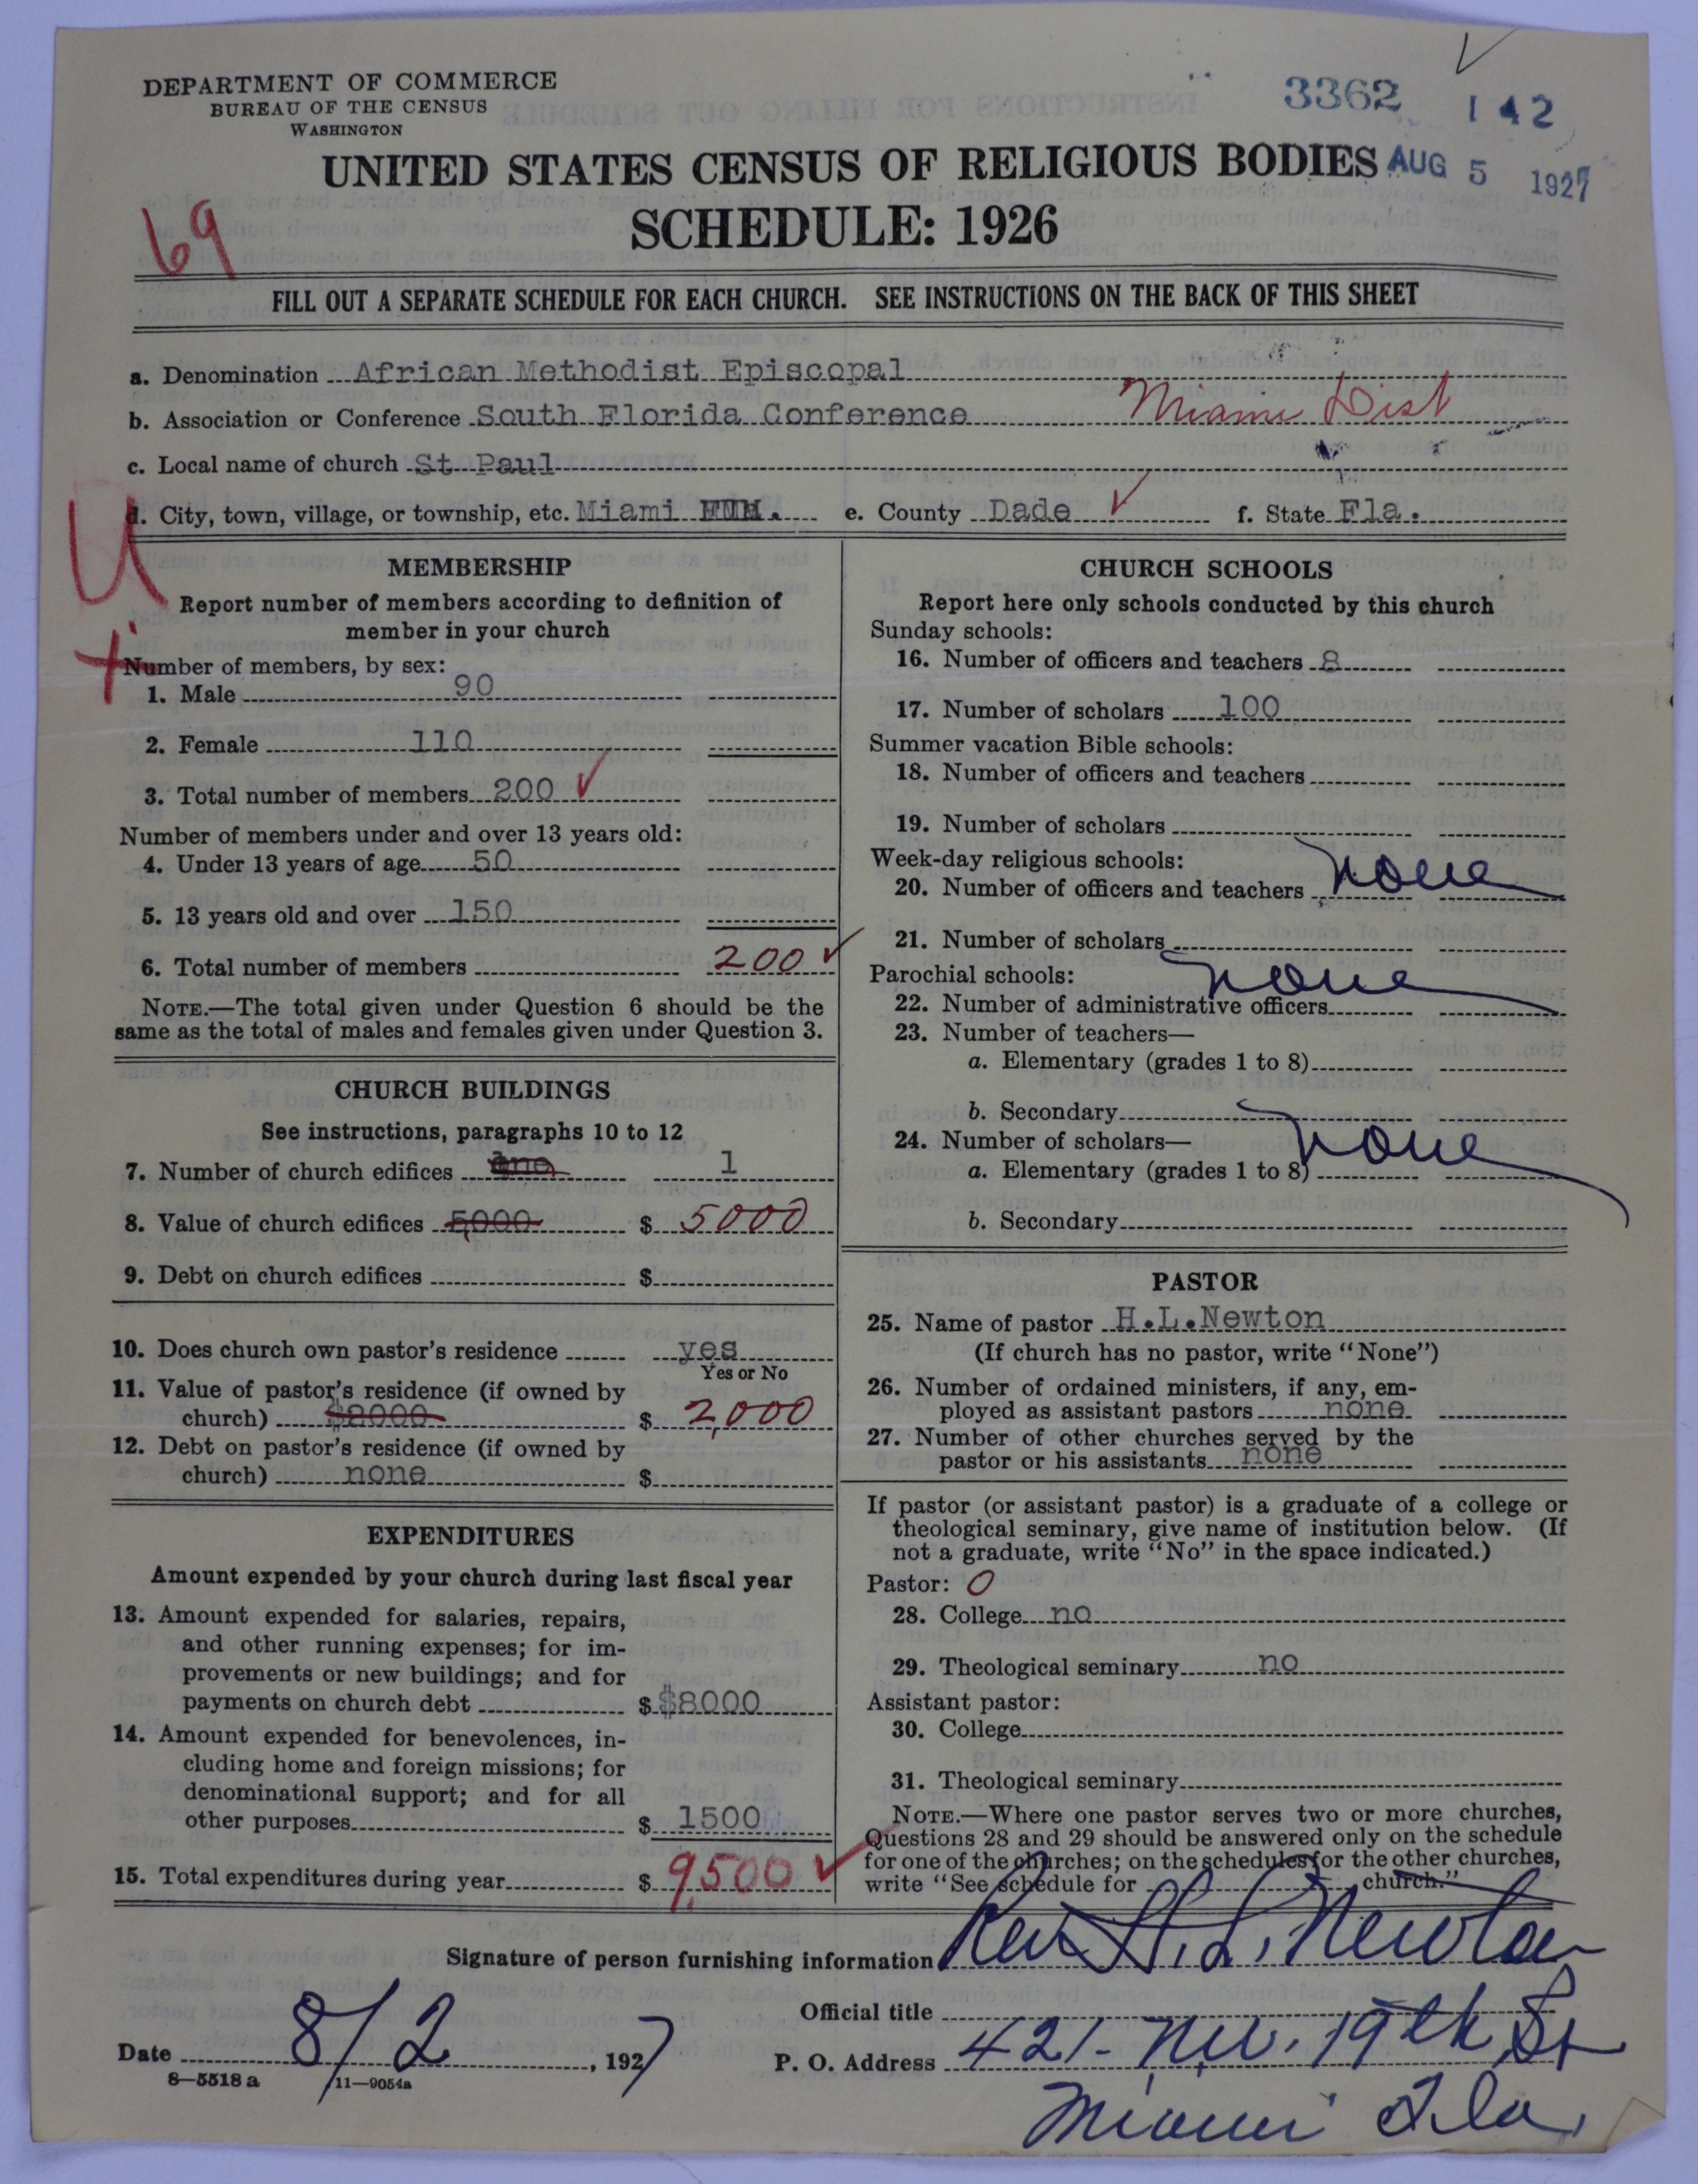 DEPARTMENT OF COMMERCE
BUREAU OF THE CENSUS
WASHINGTON
3362 142
UNITED STATES CENSUS OF RELIGIOUS BODIES AUG 5 1927
SCHEDULE: 1926
69
FILL OUT A SEPARATE SCHEDULE FOR EACH CHURCH. SEE INSTRUCTIONS ON THE BACK OF THIS SHEET
a. Denomination African Methodist Episcopal
b. Association or Conference South Florida Conference Miami Dist
c. Local name of church St Paul
d. City, town, village, or township, etc. Miami e. County Dade f. State Fla.
U
MEMBERSHIP
Report number of members according to definition of
member in your church
Number of members, by sex:
1. Male 90
2. Female 110
3. Total number of members 200
Number of members under and over 13 years old:
4. Under 13 years of age 50
5. 13 years old and over 150
6. Total number of members 200
NOTE.—The total given under Question 6 should be the
same as the total of males and females given under Question 3.
CHURCH BUILDINGS
See instructions, paragraphs 10 to 12
7. Number of church edifices one 1
8. Value of church edifices 5000 $ 5000
9. Debt on church edifices $
10. Does church own pastor's residence yes
Yes or No
11. Value of pastor's residence (if owned by
church) $2000 $ 2,000
12. Debt on pastor's residence (if owned by
church) none $
EXPENDITURES
Amount expended by your church during last fiscal year
13. Amount expended for salaries, repairs,
and other running expenses; for im-
provements or new buildings; and for
payments on church debt $ $8000
14. Amount expended for benevolences, in-
cluding home and foreign missions; for
denominational support; and for all
other purposes $ 1500
15. Total expenditures during year $ 9,500
CHURCH SCHOOLS
Report here only schools conducted by this church
Sunday schools:
16. Number of officers and teachers 8
17. Number of scholars 100
Summer vacation Bible schools:
18. Number of officers and teachers
19. Number of scholars
Week-day religious schools:
20. Number of officers and teachers none
21. Number of scholars
Parochial schools: none
22. Number of administrative officers
23. Number of teachers—
a. Elementary (grades 1 to 8)
b. Secondary
24. Number of scholars— none
a. Elementary (grades 1 to 8)
b. Secondary
PASTOR
25. Name of pastor H.L.Newton
(If church has no pastor, write "None")
26. Number of ordained ministers, if any, em-
ployed as assistant pastors none
27. Number of other churches served by the
pastor or his assistants none
If pastor (or assistant pastor) is a graduate of a college or
theological seminary, give name of institution below. (If
not a graduate, write "No" in the space indicated.)
Pastor: 0
28. College no
29. Theological seminary no
Assistant pastor:
30. College
31. Theological seminary
NOTE.—Where one pastor serves two or more churches,
Questions 28 and 29 should be answered only on the schedule
for one of the churches; on the schedules for the other churches,
write "See schedule for church."
Signature of person furnishing information Rev H. L. Newton
Official title
Date 8/2, 1927
P. O. Address 421- N.W. 19th St
Miami Fla.
8—5518 a 11—9054a